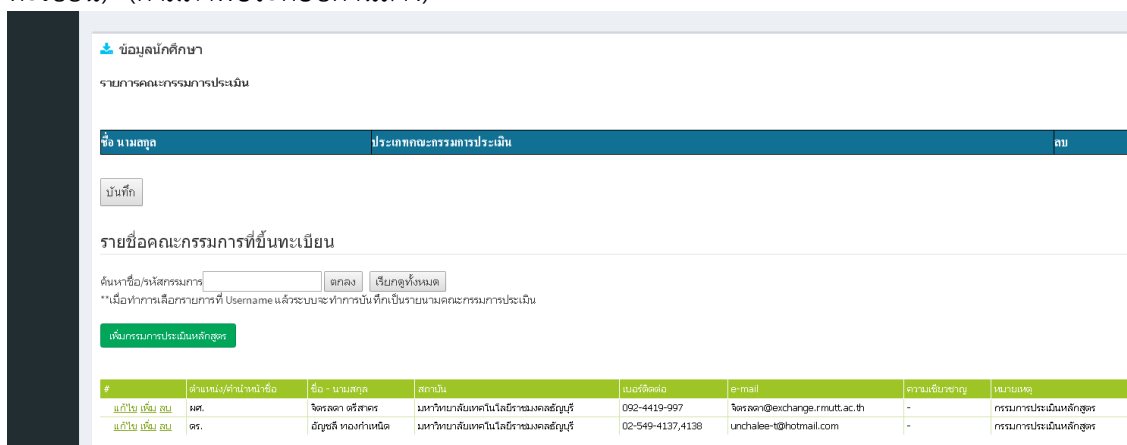 ข้อมูลนักศึกษา
รายการคณะกรรมการประเมิน
ชื่อ นามสกุล ประเภทคณะกรรมการประเมิน ลบ
บันทึก
รายชื่อคณะกรรมการที่ขึ้นทะเบียน
ค้นหาชื่อ/รหัสกรรมการ ตกลง เรียกดูทั้งหมด
**เมื่อทำการเลือกรายการที่ Username แล้วระบบจะทำการบันทึกเป็นรายนามคณะกรรมการประเมิน
เพิ่มกรรมการประเมินหลักสูตร
# ตำแหน่ง/คำนำหน้าชื่อ ชื่อ - นามสกุล สถาบัน เบอร์ติดต่อ e-mail ความเชี่ยวชาญ หมายเหตุ
แก้ไข เพิ่ม ลบ ผศ. จิตรลดา ตรีสาคร มหาวิทยาลัยเทคโนโลยีราชมงคลธัญบุรี 092-4419-997 จิตรลดา@exchange.rmutt.ac.th - กรรมการประเมินหลักสูตร
แก้ไข เพิ่ม ลบ ดร. อัญชลี ทองกำเหนิด มหาวิทยาลัยเทคโนโลยีราชมงคลธัญบุรี 02-549-4137,4138 unchalee-t@hotmail.com - กรรมการประเมินหลักสูตร